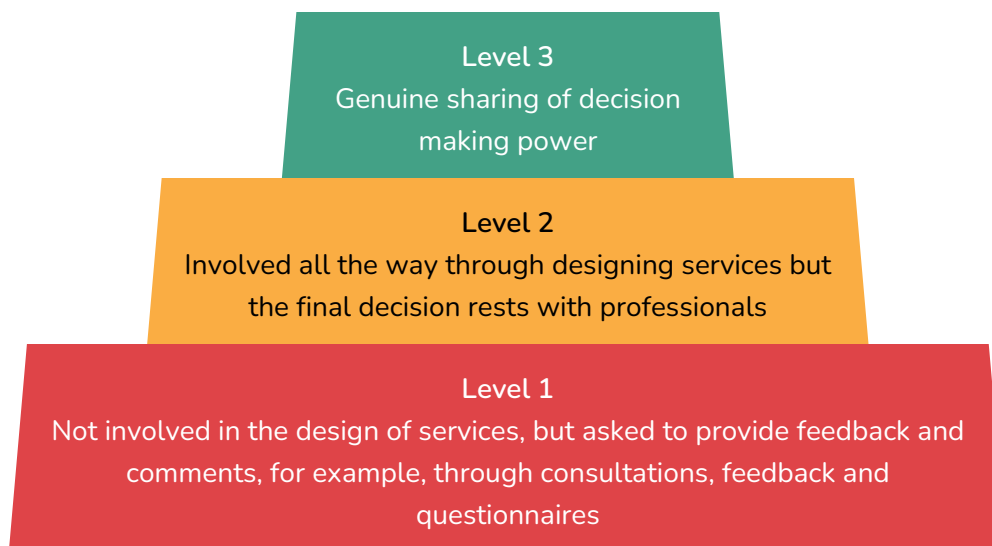 Level 3
Genuine sharing of decision
making power
Level 2
Involved all the way through designing services but
the final decision rests with professionals
Level 1
Not involved in the design of services, but asked to provide feedback and
comments, for example, through consultations, feedback and
questionnaires